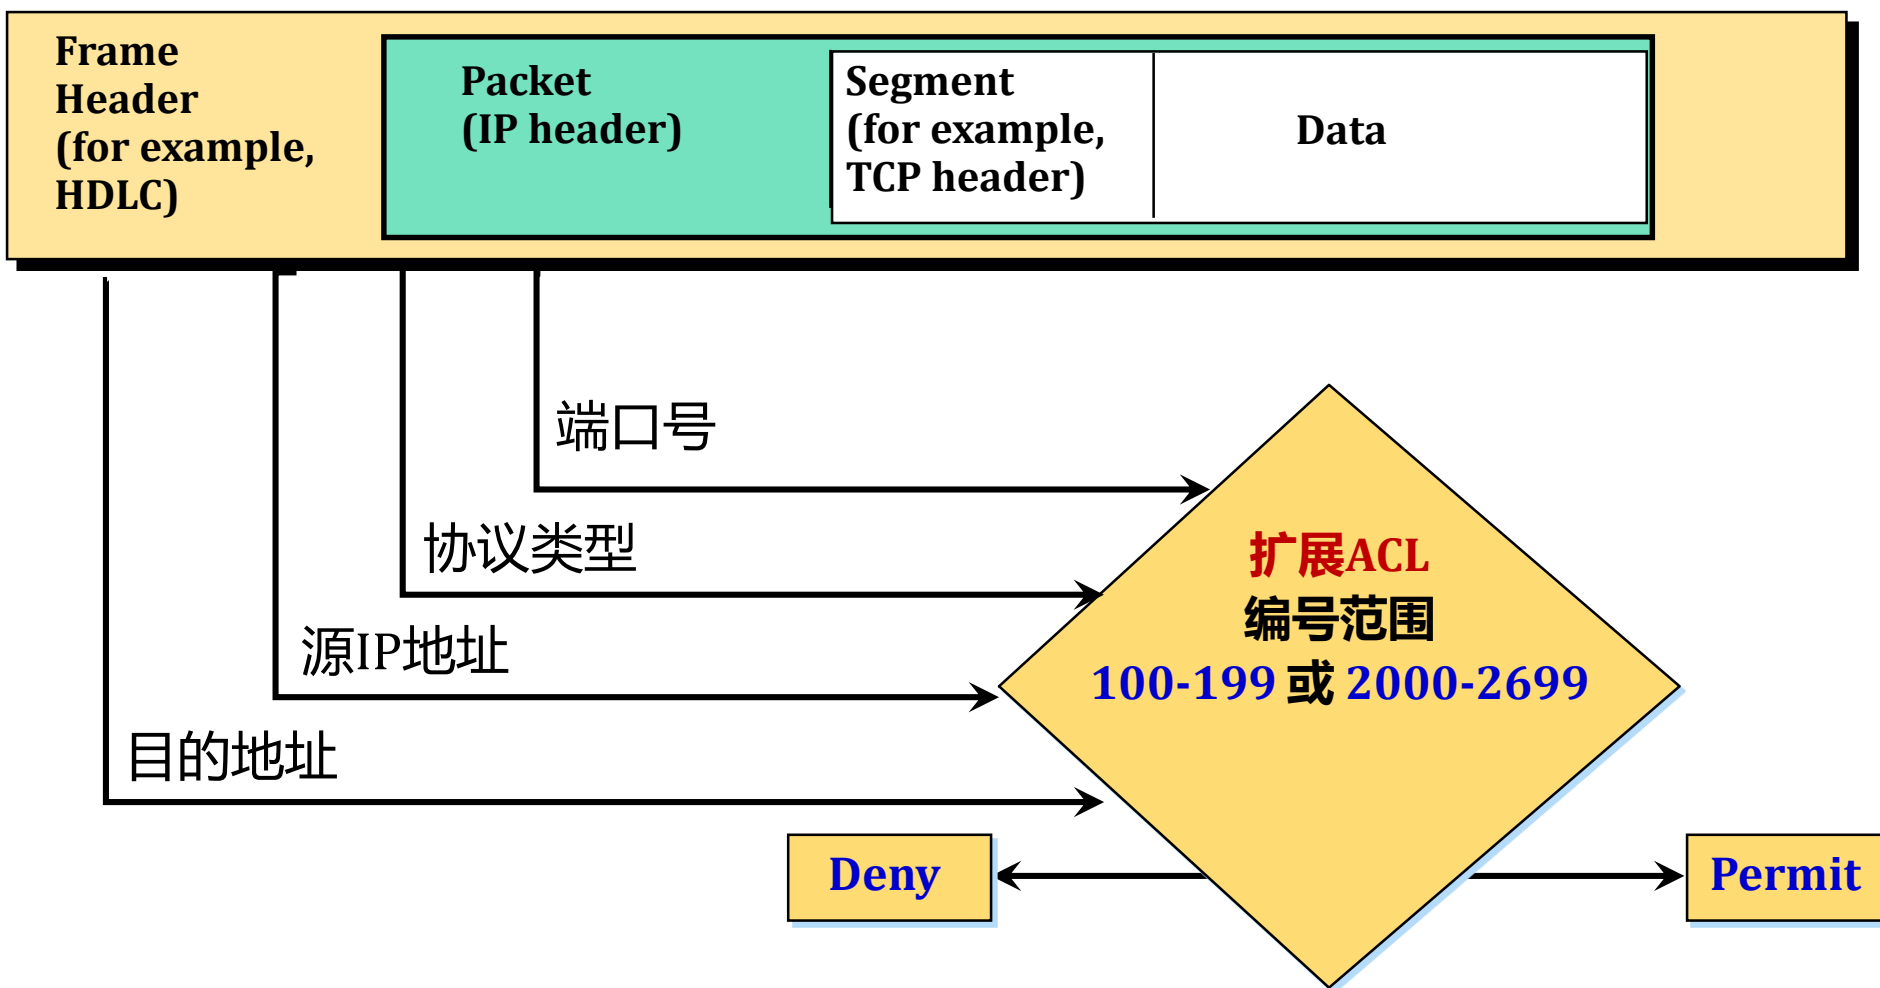 Frame
Header
(for example,
HDLC)
Packet
(IP header)
Segment
(for example,
TCP header)
Data
端口号
协议类型
源IP地址
目的地址
扩展ACL
编号范围
100-199 或 2000-2699
Deny
Permit